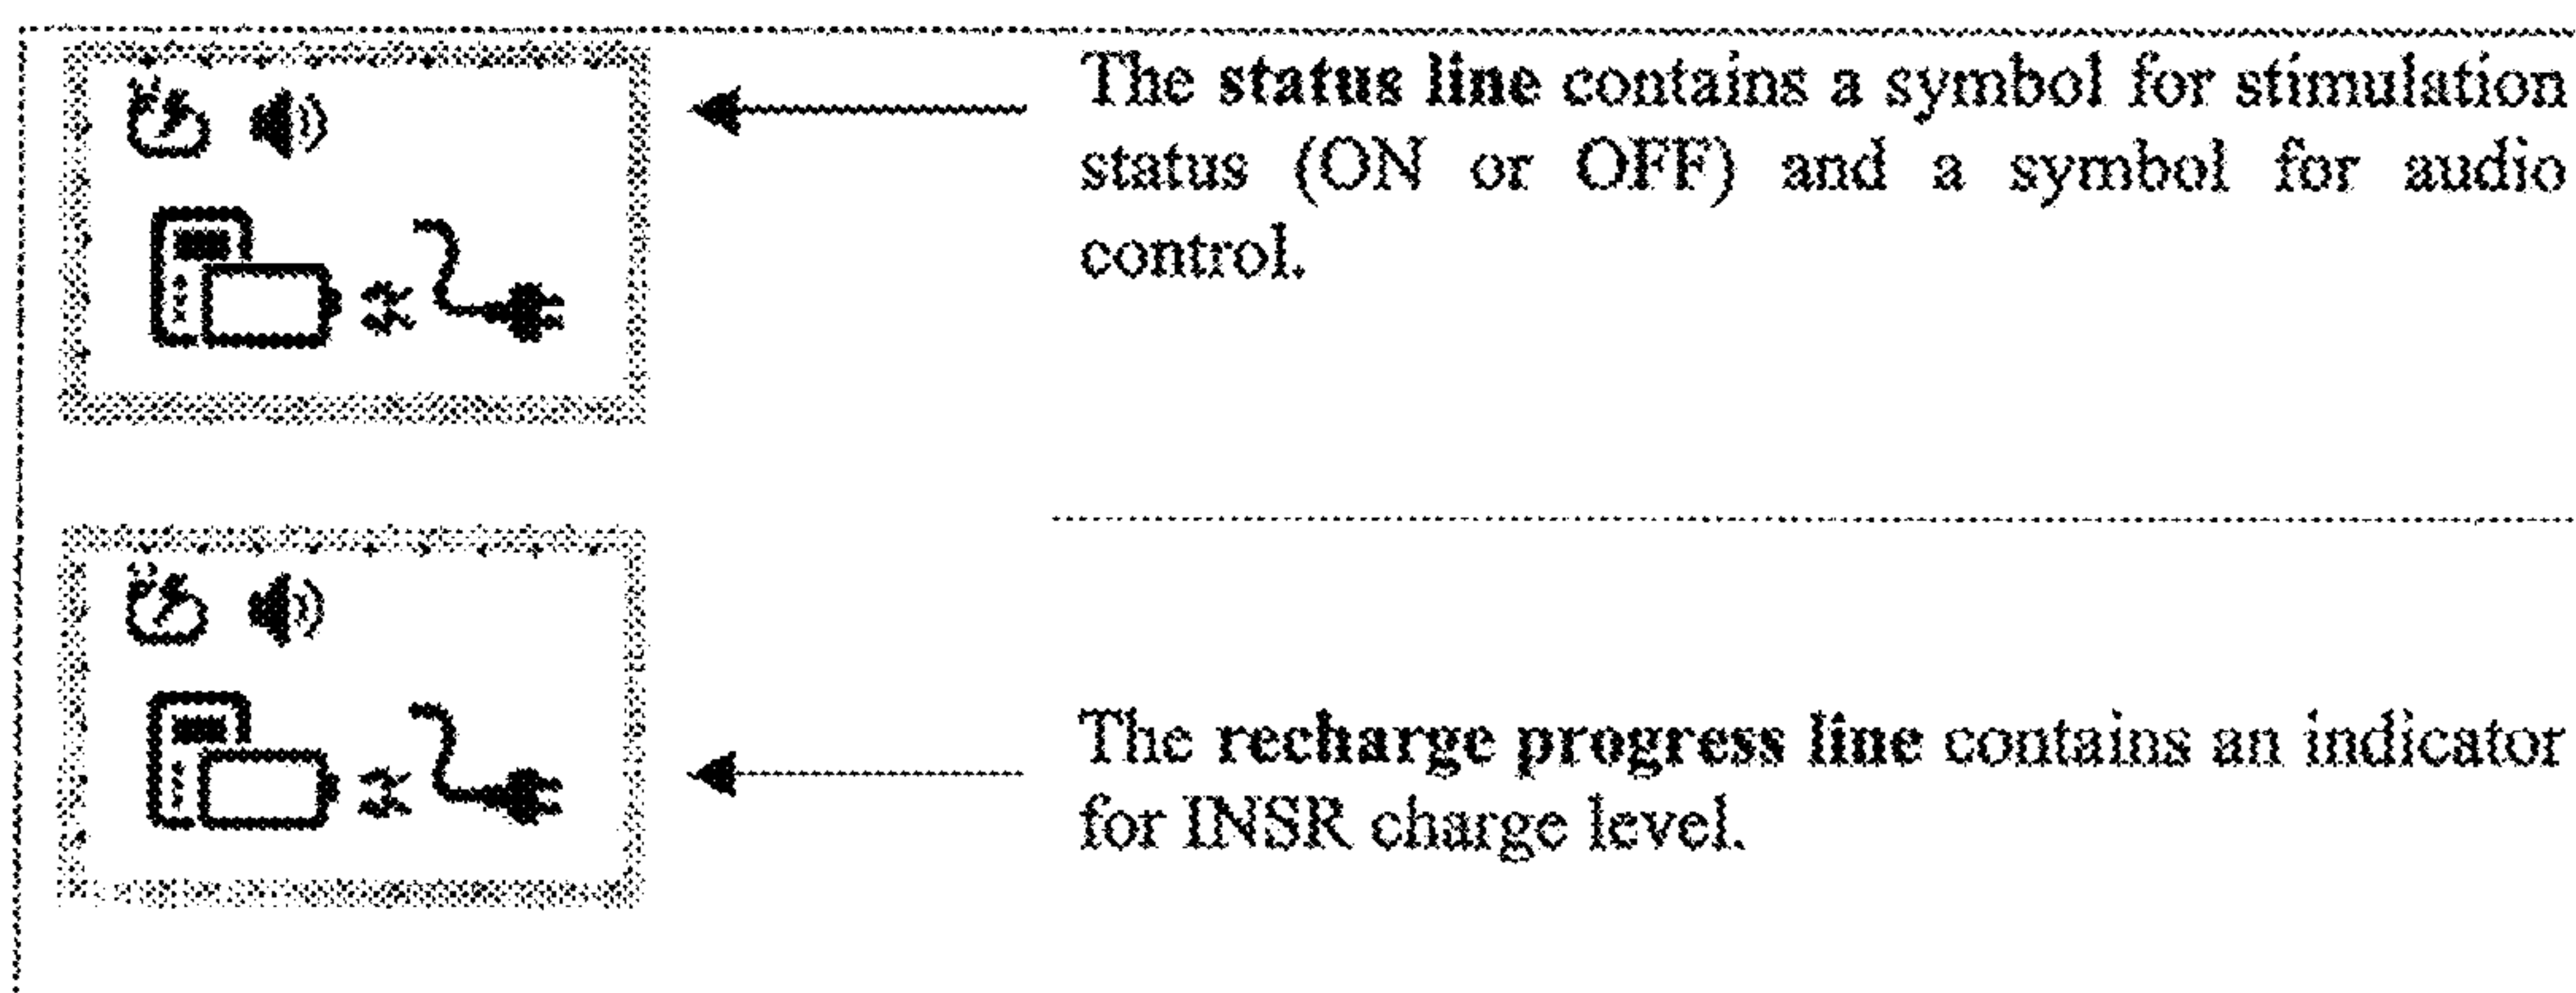 The status line contains a symbol for stimulation
status (ON or OFF) and a symbol for audio
control.
The recharge progress line contains an indicator
for INSR charge level.